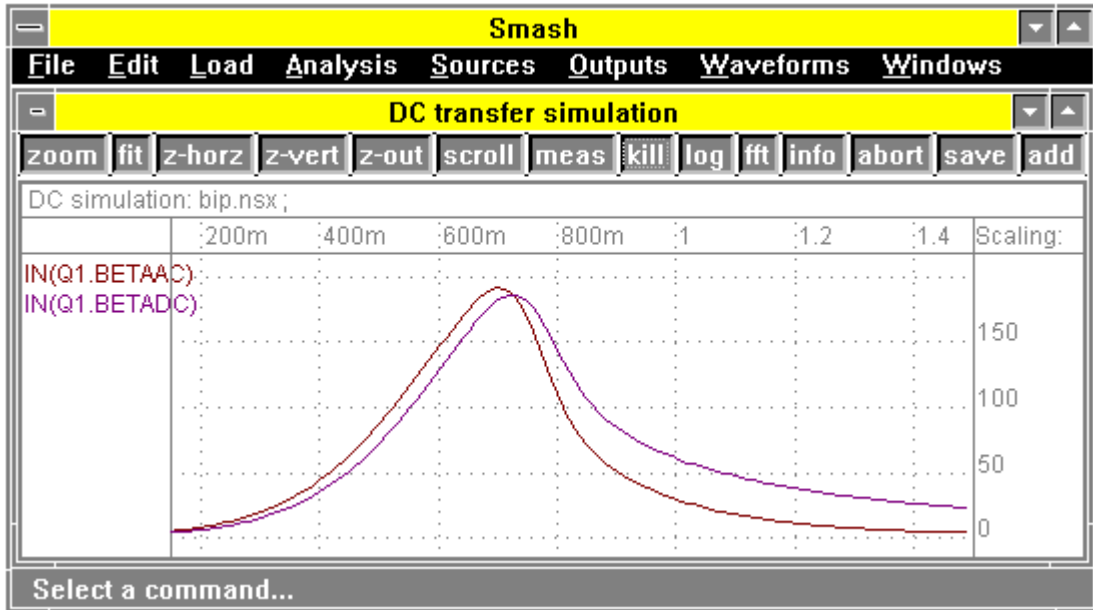 Smash
File Edit Load Analysis Sources Outputs Waveforms Windows
DC transfer simulation
zoom fit z-horz z-vert z-out scroll meas kill log fft info abort save add
DC simulation: bip.nsx ;
200m 400m 600m 800m 1 1.2 1.4 Scaling:
IN(Q1.BETAAC)
IN(Q1.BETADC)
150
100
50
0
Select a command...